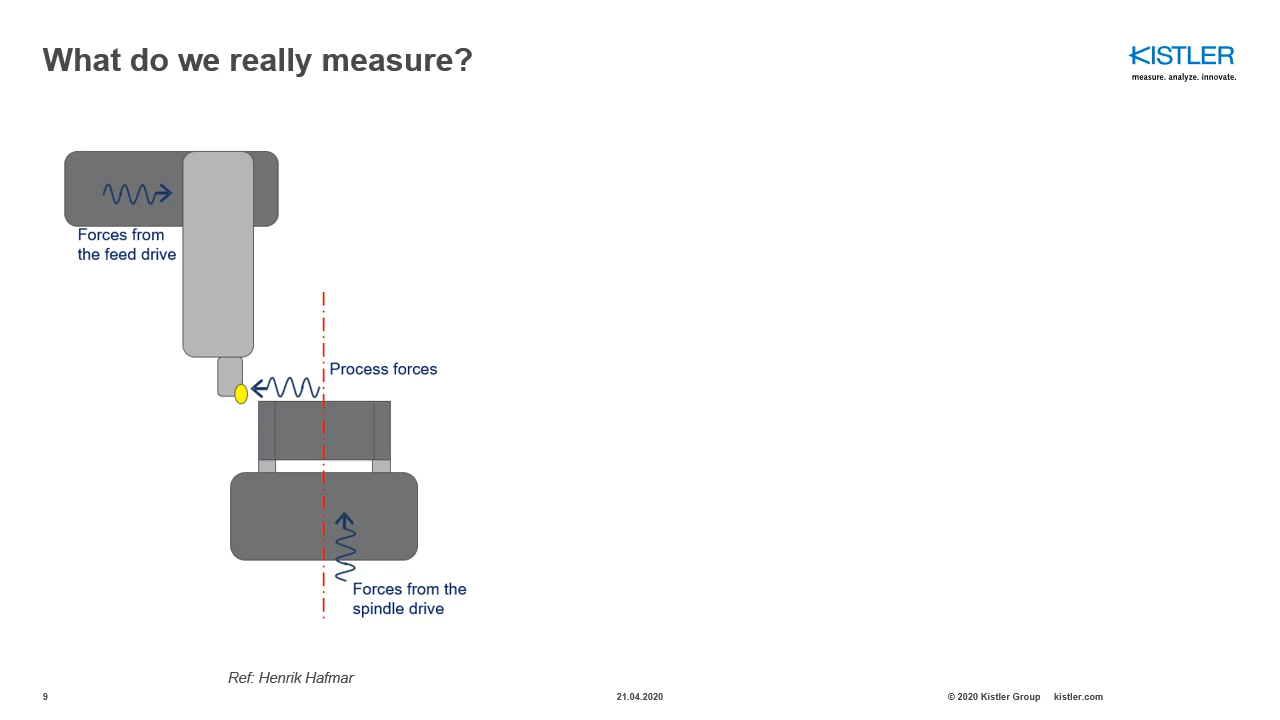 What do we really measure?
KISTLER
measure. analyze. innovate.
Forces from
the feed drive
Process forces
Forces from the
spindle drive
Ref: Henrik Hafmar
9
21.04.2020
© 2020 Kistler Group kistler.com